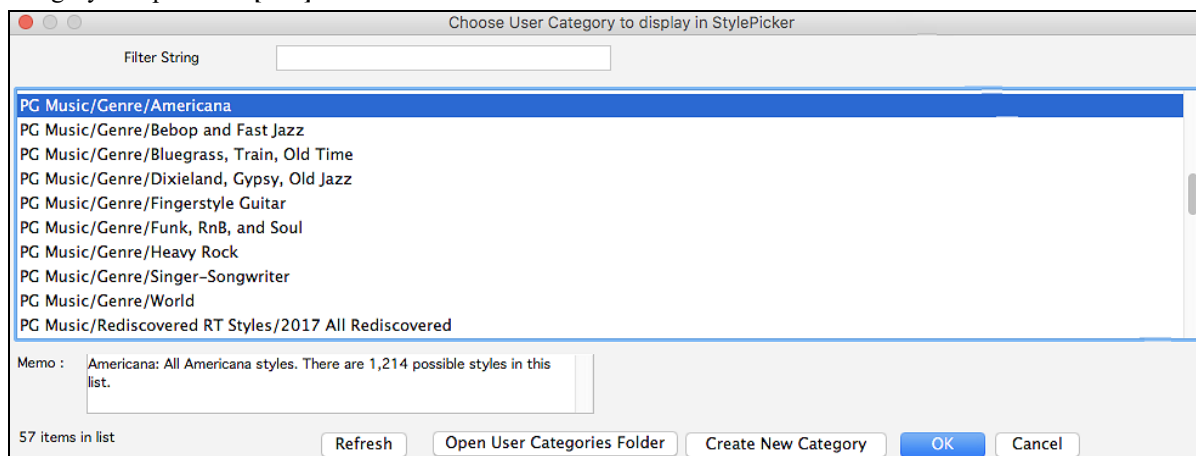 Choose User Category to display in StylePicker
Filter String
PG Music/Genre/Americana
PG Music/Genre/Bebop and Fast Jazz
PG Music/Genre/Bluegrass, Train, Old Time
PG Music/Genre/Dixieland, Gypsy, Old Jazz
PG Music/Genre/Fingerstyle Guitar
PG Music/Genre/Funk, RnB, and Soul
PG Music/Genre/Heavy Rock
PG Music/Genre/Singer-Songwriter
PG Music/Genre/World
PG Music/Rediscovered RT Styles/2017 All Rediscovered
Memo : Americana: All Americana styles. There are 1,214 possible styles in this
list.
57 items in list Refresh Open User Categories Folder Create New Category OK Cancel